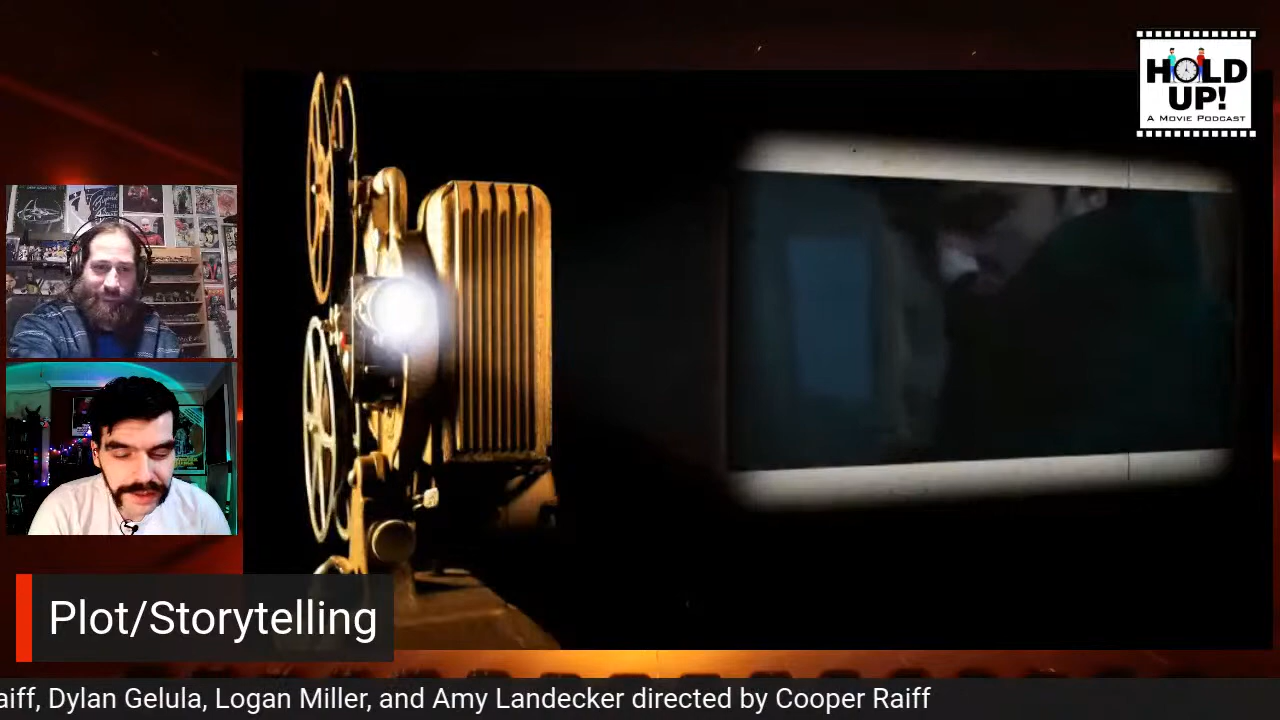 HOLD
UP!
A MOVIE PODCAST
Plot/Storytelling
aiff, Dylan Gelula, Logan Miller, and Amy Landecker directed by Cooper Raiff